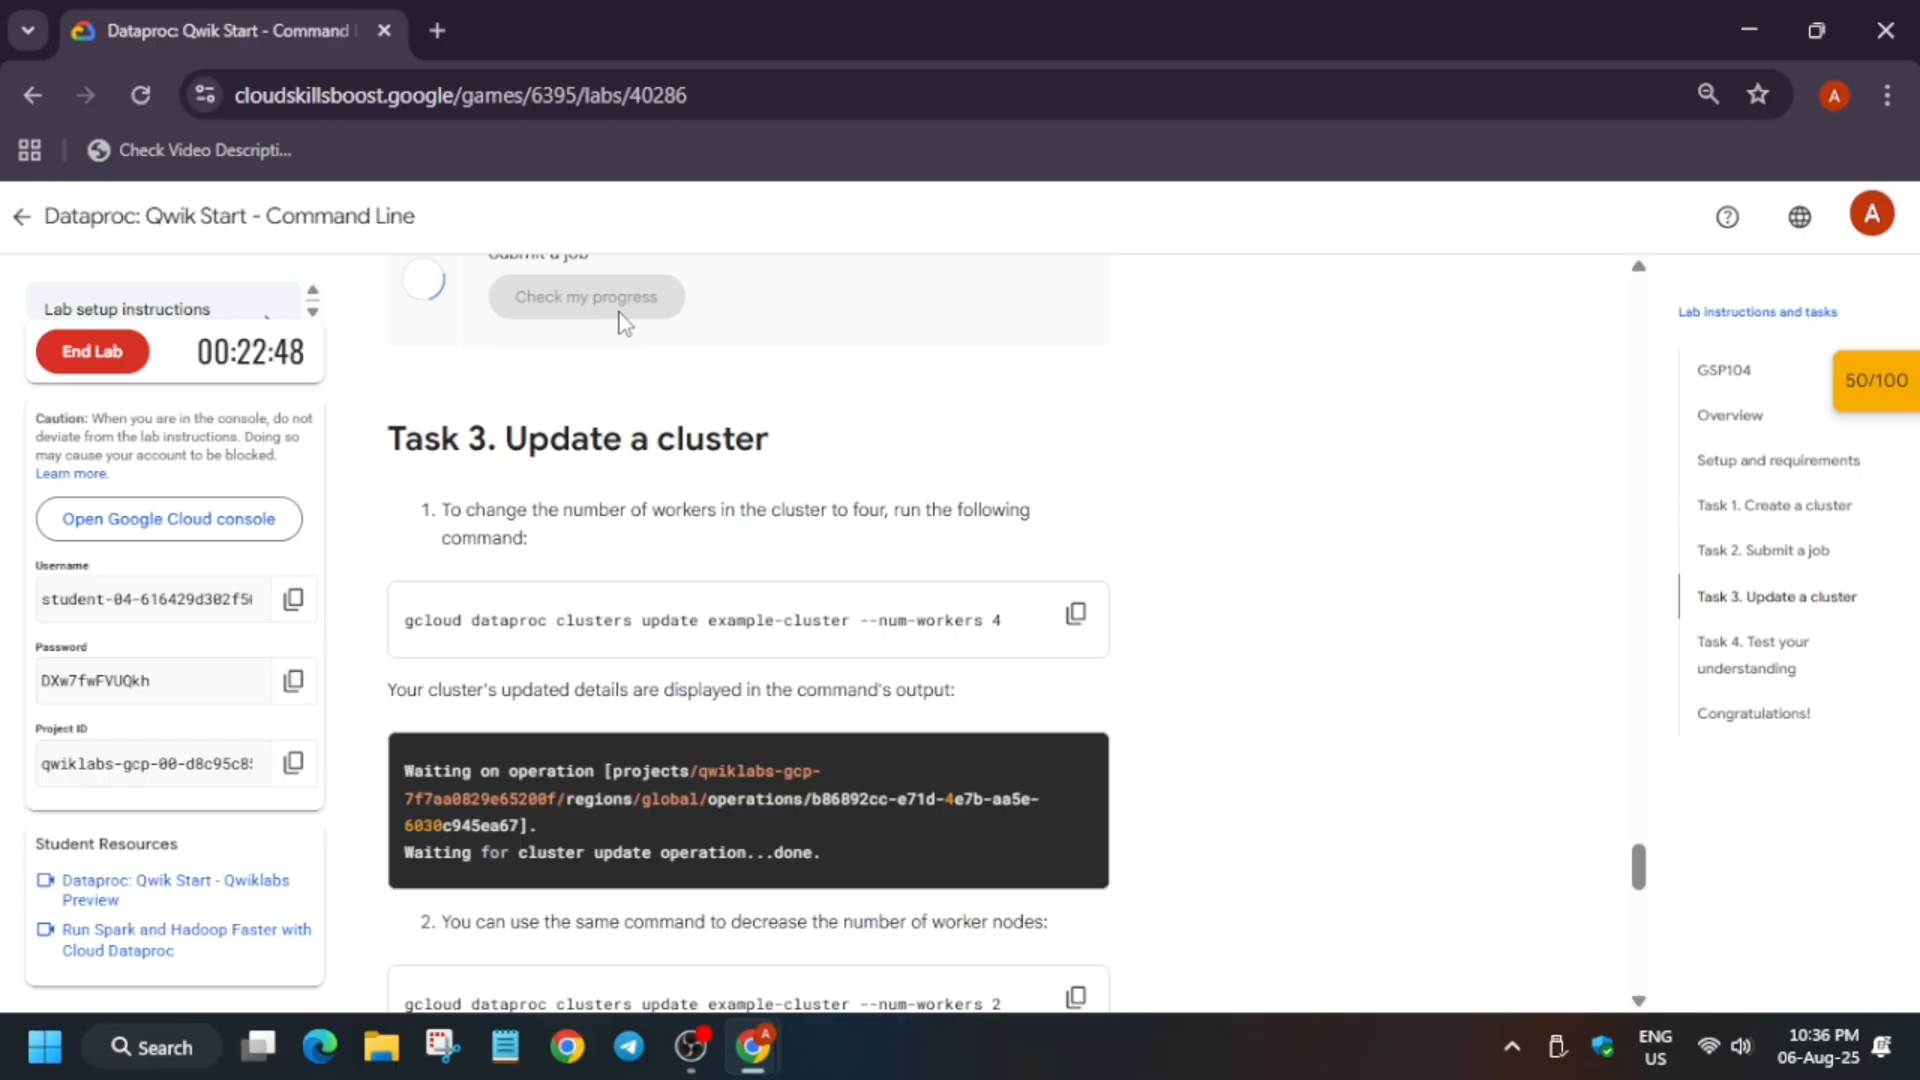 Dataproc: Qwik Start - Command
cloudskillsboost.google/games/6395/labs/40286
A
Check Video Descripti...
Dataproc: Qwik Start - Command Line
A
Lab setup instructions
End Lab
00:22:48
Caution: When you are in the console, do not
deviate from the lab instructions. Doing so
may cause your account to be blocked.
Learn more.
Open Google Cloud console
Username
student-04-616429d302f5
Password
DXw7fwFVUQkh
Project ID
qwiklabs-gcp-00-d8c95c8
Student Resources
Dataproc: Qwik Start - Qwiklabs
Preview
Run Spark and Hadoop Faster with
Cloud Dataproc
Submit a job
Check my progress
Task 3. Update a cluster
1. To change the number of workers in the cluster to four, run the following
command:
gcloud dataproc clusters update example-cluster --num-workers 4
Your cluster's updated details are displayed in the command's output:
Waiting on operation [projects/qwiklabs-gcp-
7f7aa0829e65200f/regions/global/operations/b86892cc-e71d-4e7b-aa5e-
6030c945ea67].
Waiting for cluster update operation...done.
2. You can use the same command to decrease the number of worker nodes:
gcloud dataproc clusters update example-cluster --num-workers 2
Lab instructions and tasks
GSP104
50/100
Overview
Setup and requirements
Task 1. Create a cluster
Task 2. Submit a job
Task 3. Update a cluster
Task 4. Test your
understanding
Congratulations!
Search
A
ENG
US
10:36 PM
06-Aug-25